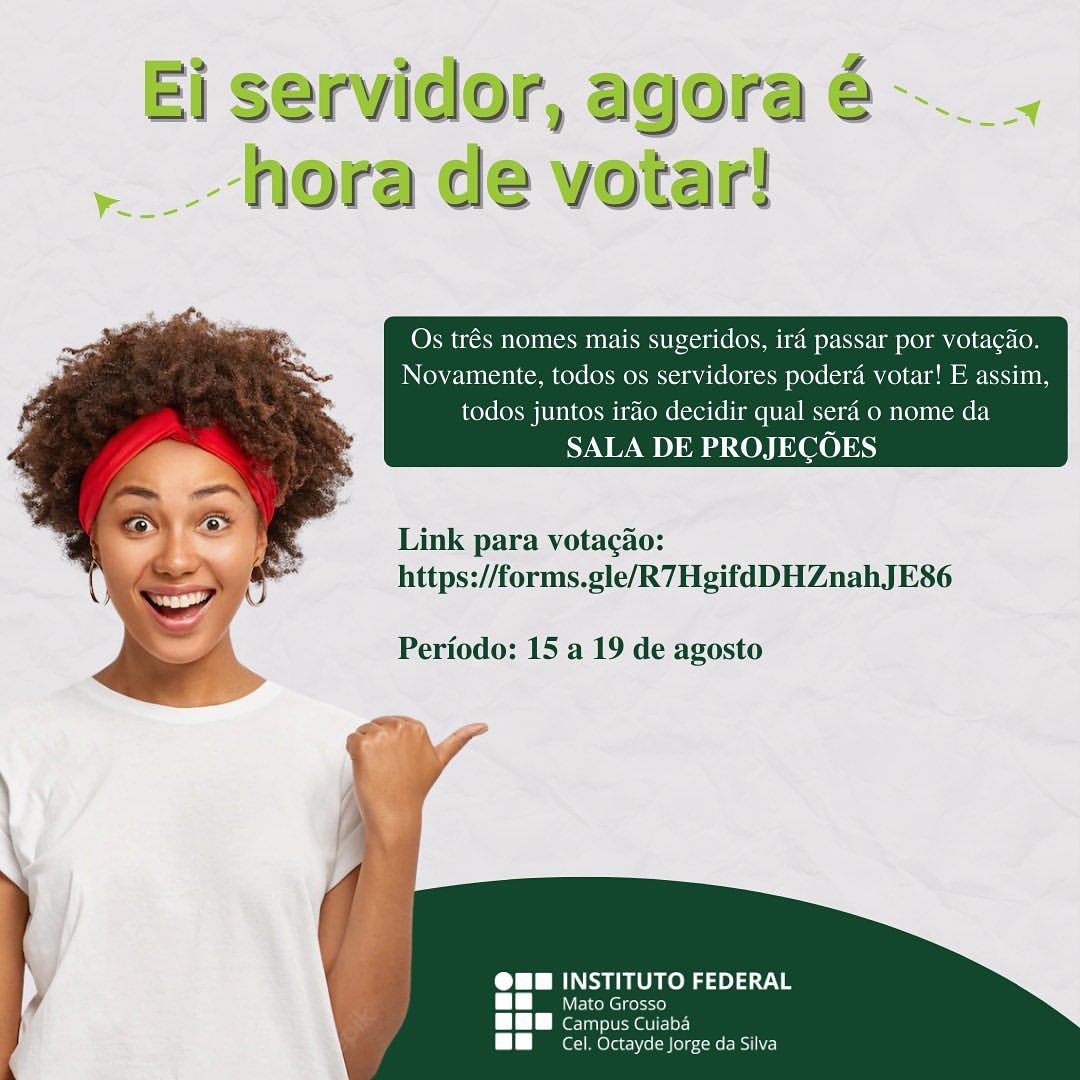 Ei servidor, agora é
hora de votar!
Os três nomes mais sugeridos, irá passar por votação.
Novamente, todos os servidores poderá votar! E assim,
todos juntos irão decidir qual será o nome da
SALA DE PROJEÇÕES
Link para votação:
https://forms.gle/R7HgifdDHZnahJE86
Período: 15 a 19 de agosto
INSTITUTO FEDERAL
Mato Grosso
Campus Cuiabá
Cel. Octayde Jorge da Silva